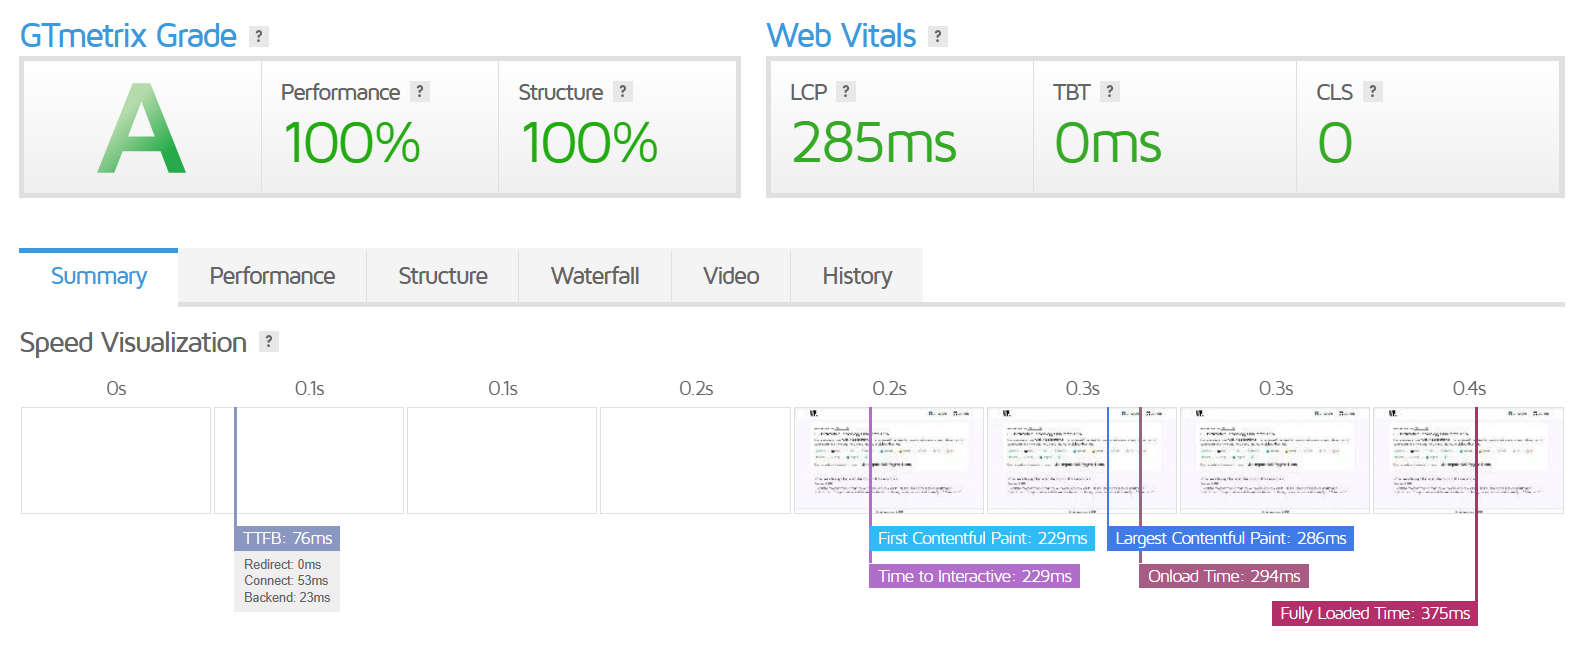 GTmetrix Grade ?
Web Vitals ?
Performance ?
Structure ?
LCP ?
TBT ?
CLS ?
A
100%
100%
285ms
0ms
0
Summary
Performance
Structure
Waterfall
Video
History
Speed Visualization ?
0s
0.1s
0.1s
0.2s
0.2s
0.3s
0.3s
0.4s
TTFB: 76ms
Redirect: 0ms
Connect: 53ms
Backend: 23ms
First Contentful Paint: 229ms
Largest Contentful Paint: 286ms
Time to Interactive: 229ms
Onload Time: 294ms
Fully Loaded Time: 375ms